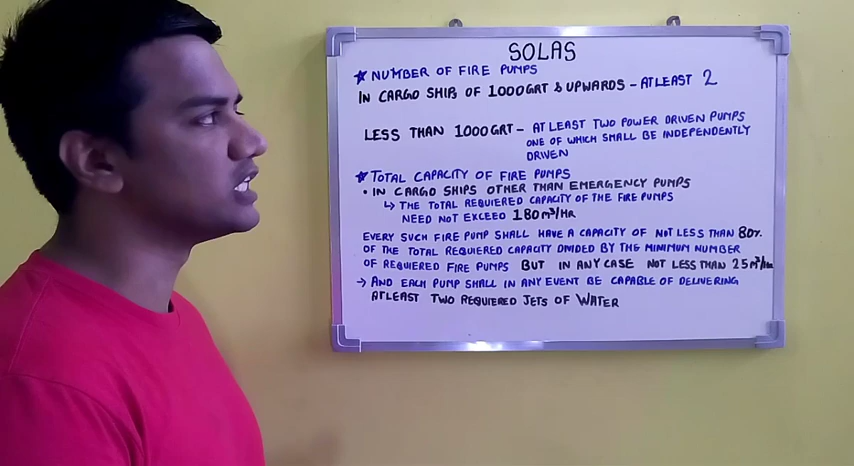 SOLAS
★ NUMBER OF FIRE PUMPS
IN CARGO SHIPS OF 1000GRT & UPWARDS - ATLEAST 2
LESS THAN 1000GRT - AT LEAST TWO POWER DRIVEN PUMPS
ONE OF WHICH SHALL BE INDEPENDENTLY
DRIVEN
★ TOTAL CAPACITY OF FIRE PUMPS
• IN CARGO SHIPS OTHER THAN EMERGENCY PUMPS
↳ THE TOTAL REQUIERED CAPACITY OF THE FIRE PUMPS
NEED NOT EXCEED 180m³/HR
EVERY SUCH FIRE PUMP SHALL HAVE A CAPACITY OF NOT LESS THAN 80%
OF THE TOTAL REQUIERED CAPACITY DIVIDED BY THE MINIMUM NUMBER
OF REQUIERED FIRE PUMPS BUT IN ANY CASE NOT LESS THAN 25m³/HR
→ AND EACH PUMP SHALL IN ANY EVENT BE CAPABLE OF DELIVERING
ATLEAST TWO REQUIERED JETS OF WATER